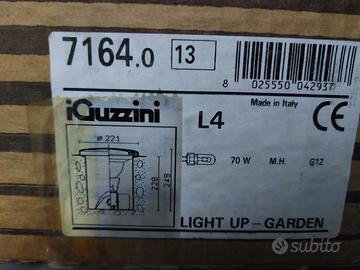 7164.0 13
8 025550 042937
iGuzzini L4 Made in Italy CE
ø 221
70 W M.H. G12
228 249
LIGHT UP - GARDEN
subito